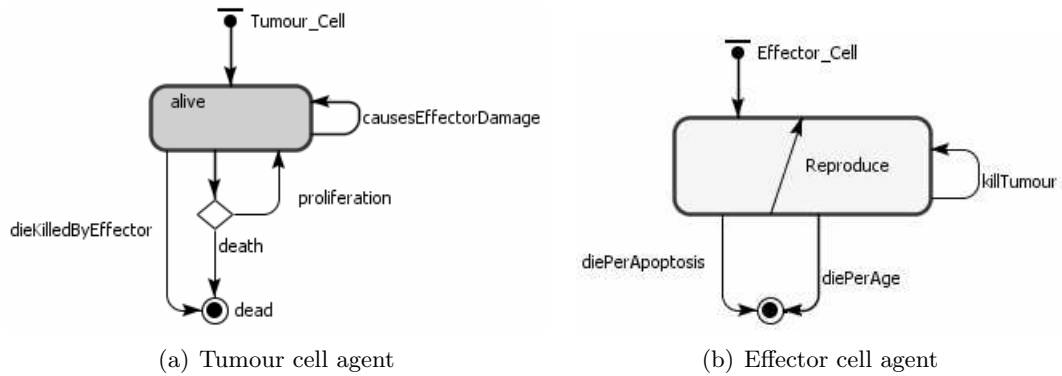 Tumour_Cell
alive
causesEffectorDamage
proliferation
dieKilledByEffector
death
dead
(a) Tumour cell agent
Effector_Cell
Reproduce
killTumour
diePerApoptosis
diePerAge
(b) Effector cell agent